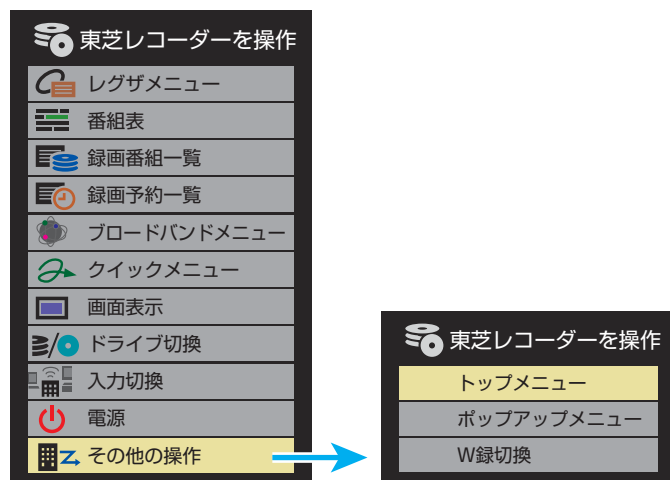 東芝レコーダーを操作
レグザメニュー
番組表
録画番組一覧
録画予約一覧
ブロードバンドメニュー
クイックメニュー
画面表示
ドライブ切換
入力切換
電源
その他の操作
東芝レコーダーを操作
トップメニュー
ポップアップメニュー
W録切換